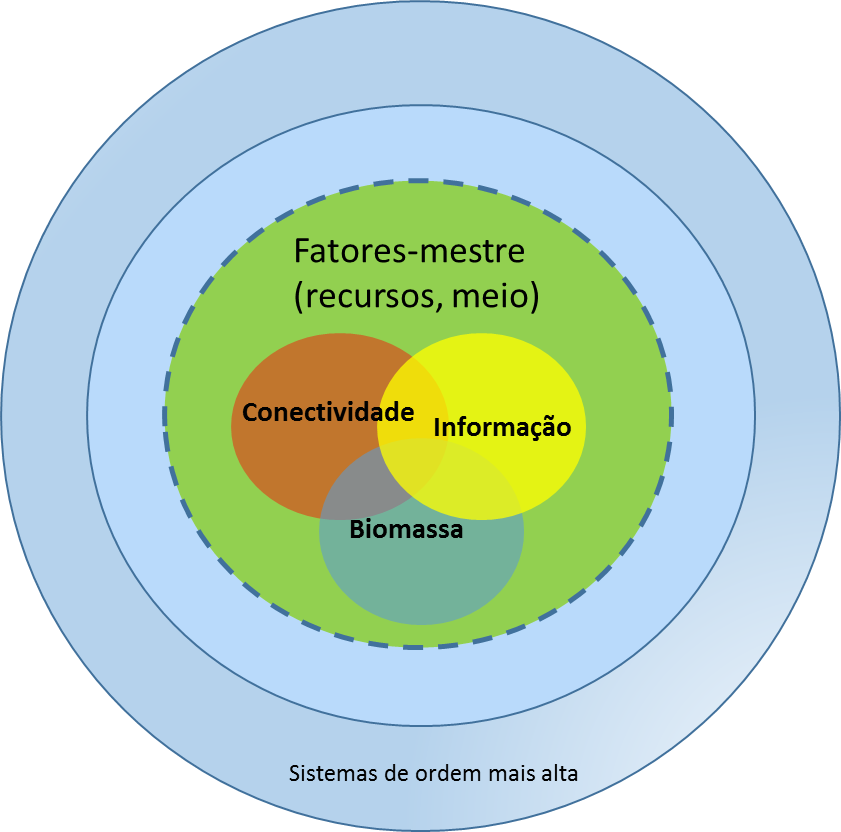 Fatores-mestre
(recursos, meio)
Conectividade
Informação
Biomassa
Sistemas de ordem mais alta